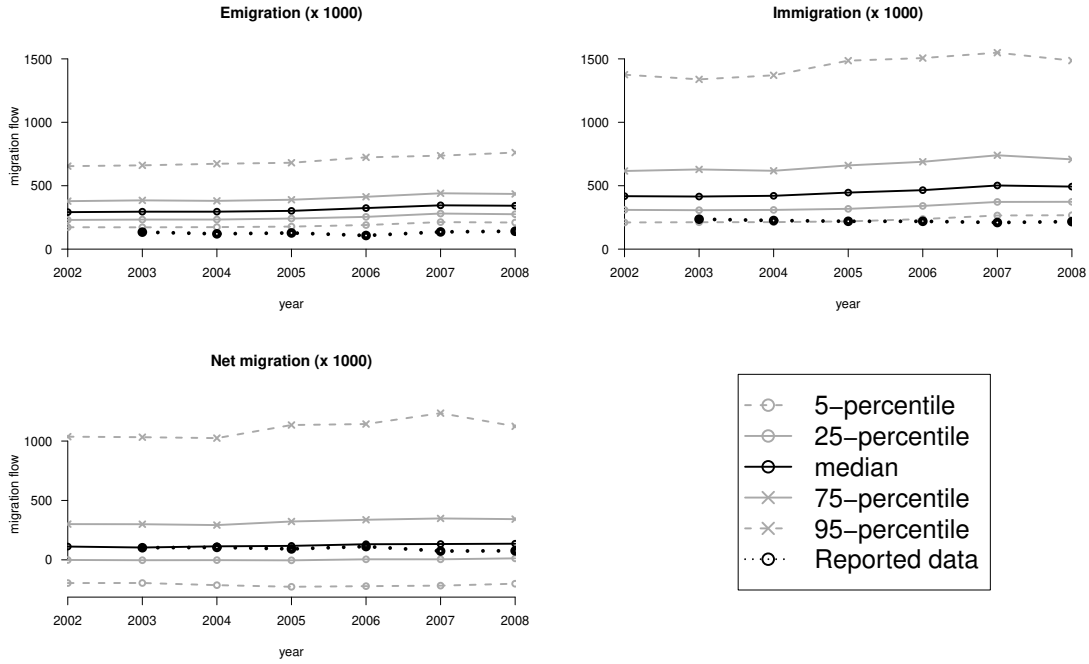 Emigration (x 1000)
migration flow
1500
1000
500
0
2002 2003 2004 2005 2006 2007 2008
year
Immigration (x 1000)
1500
1000
500
0
2002 2003 2004 2005 2006 2007 2008
year
Net migration (x 1000)
migration flow
1000
500
0
2002 2003 2004 2005 2006 2007 2008
year
5−percentile
25−percentile
median
75−percentile
95−percentile
Reported data